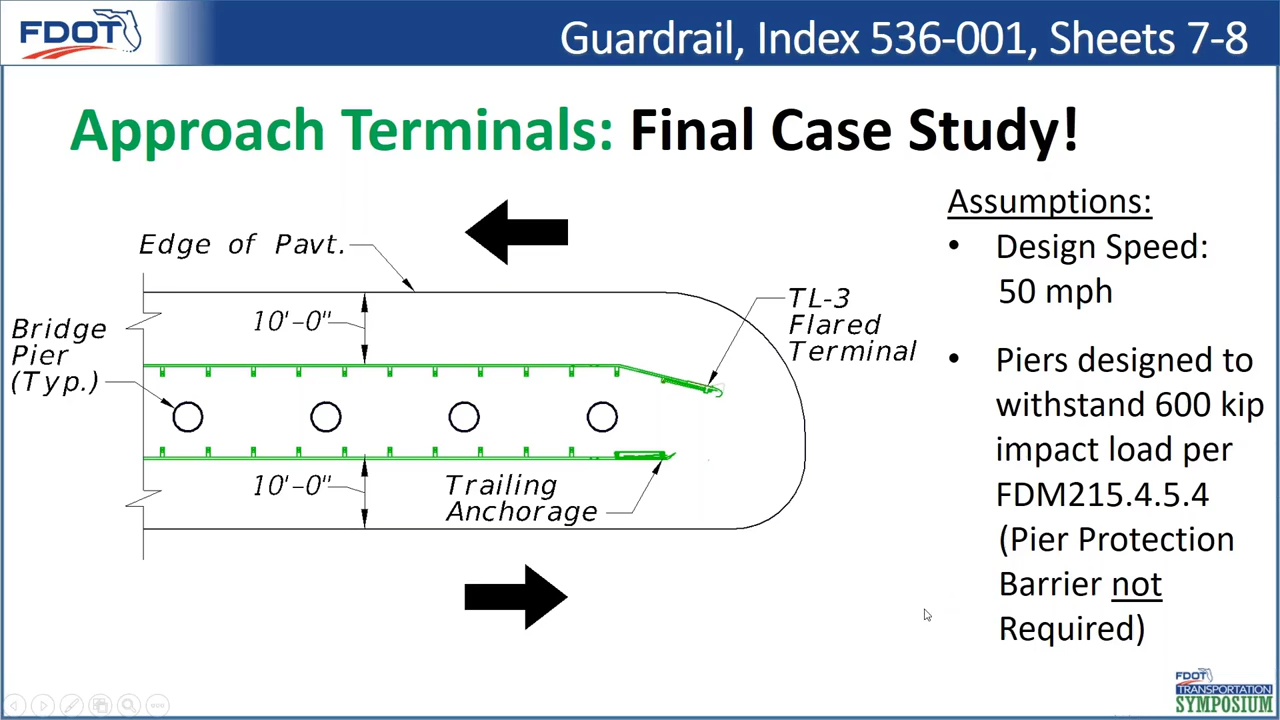 FDOT
Guardrail, Index 536-001, Sheets 7-8
Approach Terminals: Final Case Study!
Edge of Pavt.
10'-0"
Bridge
Pier
(Typ.)
TL-3
Flared
Terminal
10'-0"
Trailing
Anchorage
Assumptions:
• Design Speed:
50 mph
• Piers designed to
withstand 600 kip
impact load per
FDM215.4.5.4
(Pier Protection
Barrier not
Required)
FDOT
TRANSPORTATION
SYMPOSIUM